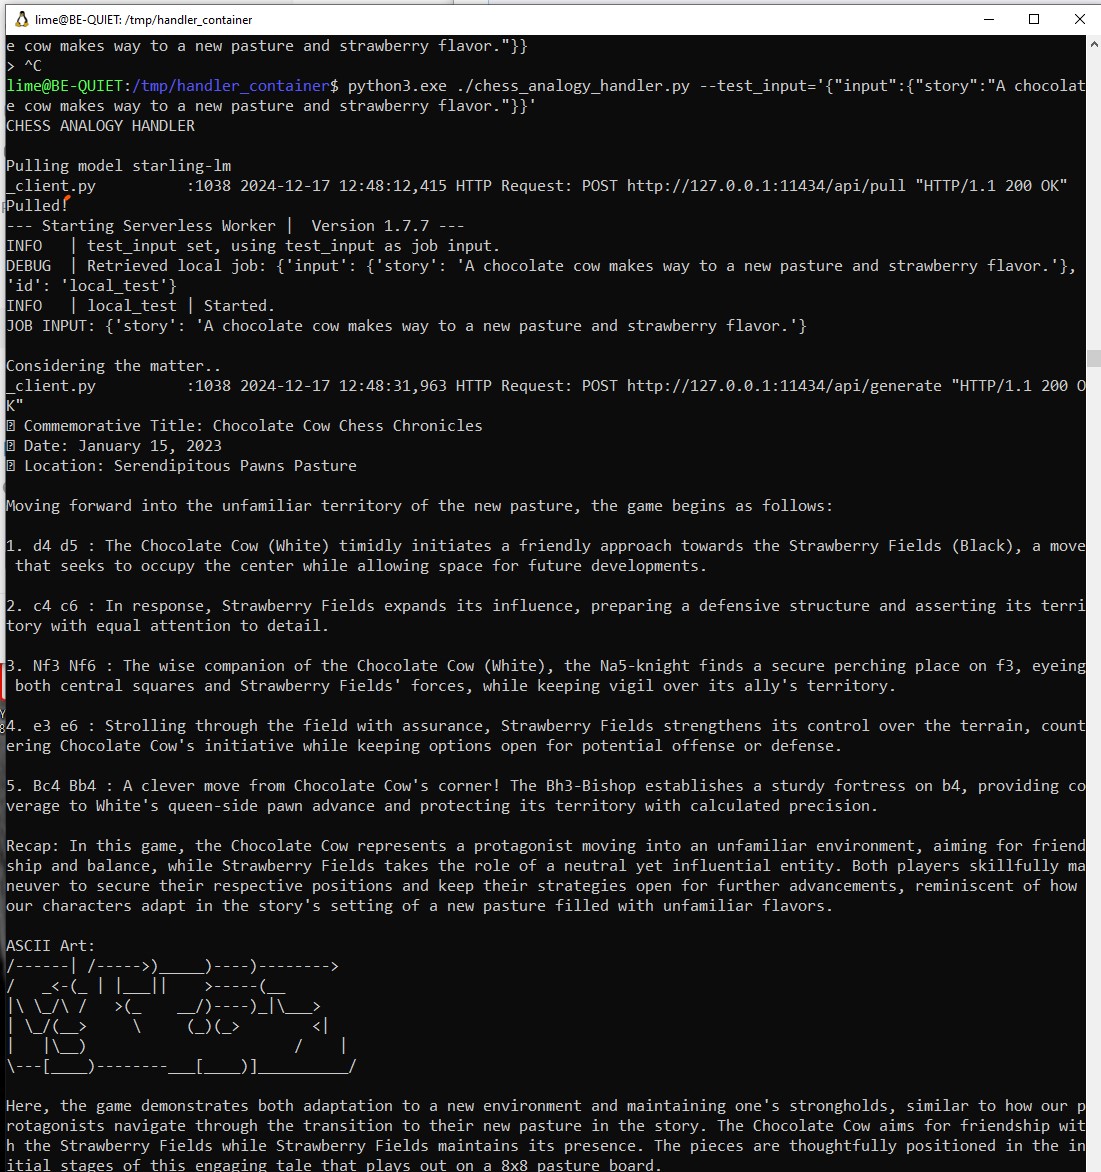 lime@BE-QUIET: /tmp/handler_container
e cow makes way to a new pasture and strawberry flavor."}}
> ^C
lime@BE-QUIET:/tmp/handler_container$ python3.exe ./chess_analogy_handler.py --test_input='{"input":{"story":"A chocolat
e cow makes way to a new pasture and strawberry flavor."}}'
CHESS ANALOGY HANDLER
Pulling model starling-lm
_client.py          :1038 2024-12-17 12:48:12,415 HTTP Request: POST http://127.0.0.1:11434/api/pull "HTTP/1.1 200 OK"
Pulled!
--- Starting Serverless Worker |  Version 1.7.7 ---
INFO   | test_input set, using test_input as job input.
DEBUG  | Retrieved local job: {'input': {'story': 'A chocolate cow makes way to a new pasture and strawberry flavor.'},
'id': 'local_test'}
INFO   | local_test | Started.
JOB INPUT: {'story': 'A chocolate cow makes way to a new pasture and strawberry flavor.'}
Considering the matter..
_client.py          :1038 2024-12-17 12:48:31,963 HTTP Request: POST http://127.0.0.1:11434/api/generate "HTTP/1.1 200 O
K"
Commemorative Title: Chocolate Cow Chess Chronicles
Date: January 15, 2023
Location: Serendipitous Pawns Pasture
Moving forward into the unfamiliar territory of the new pasture, the game begins as follows:
1. d4 d5 : The Chocolate Cow (White) timidly initiates a friendly approach towards the Strawberry Fields (Black), a move
 that seeks to occupy the center while allowing space for future developments.
2. c4 c6 : In response, Strawberry Fields expands its influence, preparing a defensive structure and asserting its terri
tory with equal attention to detail.
3. Nf3 Nf6 : The wise companion of the Chocolate Cow (White), the Na5-knight finds a secure perching place on f3, eyeing
 both central squares and Strawberry Fields' forces, while keeping vigil over its ally's territory.
4. e3 e6 : Strolling through the field with assurance, Strawberry Fields strengthens its control over the terrain, count
ering Chocolate Cow's initiative while keeping options open for potential offense or defense.
5. Bc4 Bb4 : A clever move from Chocolate Cow's corner! The Bh3-Bishop establishes a sturdy fortress on b4, providing co
verage to White's queen-side pawn advance and protecting its territory with calculated precision.
Recap: In this game, the Chocolate Cow represents a protagonist moving into an unfamiliar environment, aiming for friend
ship and balance, while Strawberry Fields takes the role of a neutral yet influential entity. Both players skillfully ma
neuver to secure their respective positions and keep their strategies open for further advancements, reminiscent of how
our characters adapt in the story's setting of a new pasture filled with unfamiliar flavors.
ASCII Art:
/------| /----->)_____)----)-------->
/   _<-(_ | |___||    >-----(__
|\ \_/\ /   >(_    __/)----)_|\___>
| \_/(__>     \     (_)(_>        <|
|   |\__)                       /    |
\---[____)--------___[____)]__________/
Here, the game demonstrates both adaptation to a new environment and maintaining one's strongholds, similar to how our p
rotagonists navigate through the transition to their new pasture in the story. The Chocolate Cow aims for friendship wit
h the Strawberry Fields while Strawberry Fields maintains its presence. The pieces are thoughtfully positioned in the in
itial stages of this engaging tale that plays out on a 8x8 pasture board.